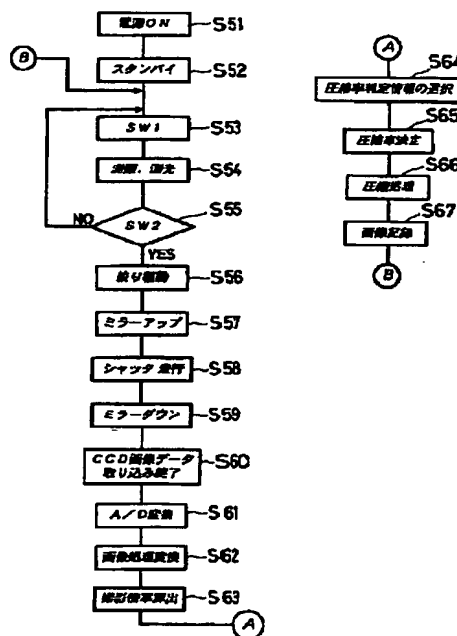 電源ON
S51
B
スタンバイ
S52
SW1
S53
測距、測光
S54
SW2
S55
NO
YES
絞り駆動
S56
ミラーアップ
S57
シャッタ走行
S58
ミラーダウン
S59
CCD画像データ
取り込み終了
S60
A/D変換
S61
画像処理変換
S62
撮影倍率算出
S63
A
A
S64
圧縮率判定情報の選択
S65
圧縮率決定
S66
圧縮処理
S67
画像記録
B